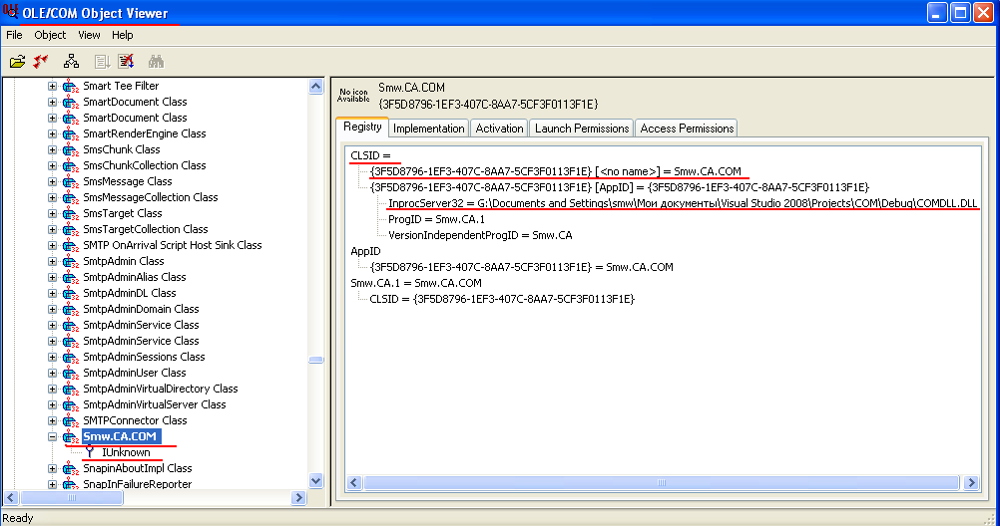 OLE/COM Object Viewer
File Object View Help
Smart Tee Filter
SmartDocument Class
SmartDocument Class
SmartRenderEngine Class
SmsChunk Class
SmsChunkCollection Class
SmsMessage Class
SmsMessageCollection Class
SmsTarget Class
SmsTargetCollection Class
SMTP OnArrival Script Host Sink Class
SmtpAdmin Class
SmtpAdminAlias Class
SmtpAdminDL Class
SmtpAdminDomain Class
SmtpAdminService Class
SmtpAdminService Class
SmtpAdminSessions Class
SmtpAdminUser Class
SmtpAdminVirtualDirectory Class
SmtpAdminVirtualServer Class
SMTPConnector Class
Smw.CA.COM
IUnknown
SnapinAboutImpl Class
SnapInFailureReporter
No icon
Available
Smw.CA.COM
{3F5D8796-1EF3-407C-8AA7-5CF3F0113F1E}
Registry Implementation Activation Launch Permissions Access Permissions
CLSID =
{3F5D8796-1EF3-407C-8AA7-5CF3F0113F1E} [<no name>] = Smw.CA.COM
{3F5D8796-1EF3-407C-8AA7-5CF3F0113F1E} [AppID] = {3F5D8796-1EF3-407C-8AA7-5CF3F0113F1E}
InprocServer32 = G:\Documents and Settings\smw\Мои документы\Visual Studio 2008\Projects\COM\Debug\COMDLL.DLL
ProgID = Smw.CA.1
VersionIndependentProgID = Smw.CA
AppID
{3F5D8796-1EF3-407C-8AA7-5CF3F0113F1E} = Smw.CA.COM
Smw.CA.1 = Smw.CA.COM
CLSID = {3F5D8796-1EF3-407C-8AA7-5CF3F0113F1E}
Ready